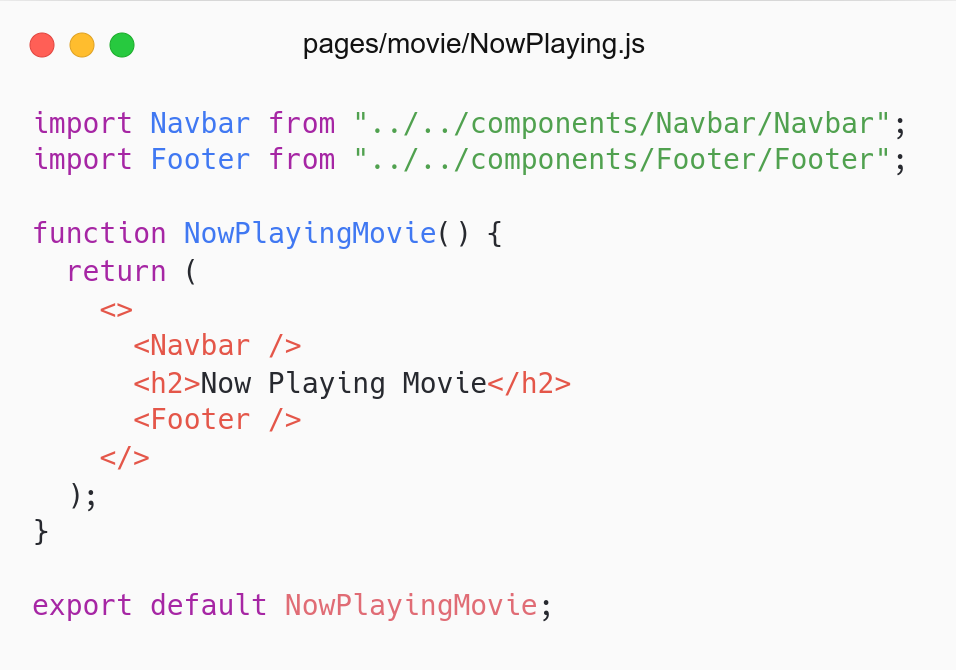 pages/movie/NowPlaying.js
import Navbar from "../../components/Navbar/Navbar";
import Footer from "../../components/Footer/Footer";

function NowPlayingMovie() {
  return (
    <>
      <Navbar />
      <h2>Now Playing Movie</h2>
      <Footer />
    </>
  );
}

export default NowPlayingMovie;